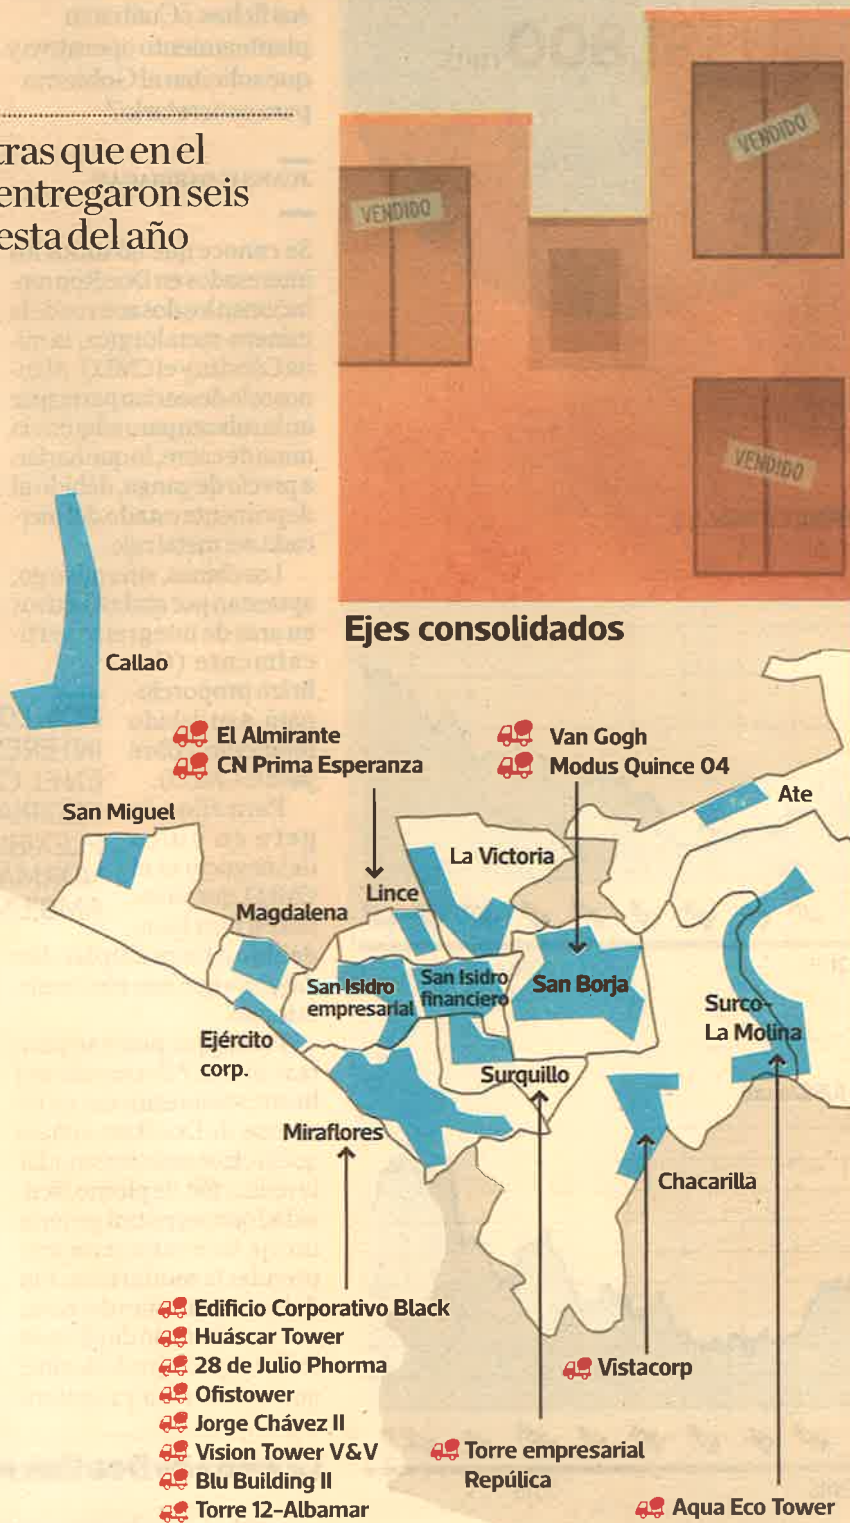 tras que en el
entregaron seis
esta del año
VENDIDO
VENDIDO
VENDIDO
Ejes consolidados
Callao
El Almirante
CN Prima Esperanza
Van Gogh
Modus Quince 04
Ate
San Miguel
La Victoria
Lince
Magdalena
San Isidro
empresarial
San Isidro
financiero
San Borja
Surco-
La Molina
Ejército
corp.
Surquillo
Miraflores
Chacarilla
Edificio Corporativo Black
Huáscar Tower
28 de Julio Phorma
Ofistower
Jorge Chávez II
Vision Tower V&V
Blu Building II
Torre 12-Albamar
Vistacorp
Torre empresarial
Repúlica
Aqua Eco Tower